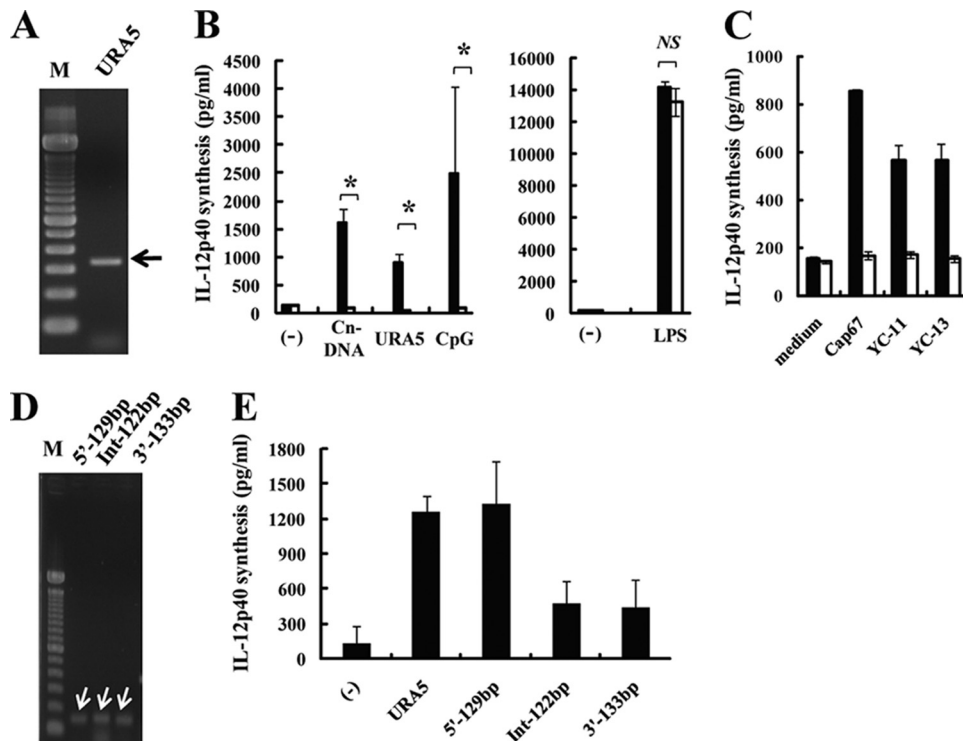 A
M
URA5
B
IL-12p40 synthesis (pg/ml)
4500
4000
3500
3000
2500
2000
1500
1000
500
0
*
*
*
(-)
Cn-
DNA
URA5
CpG
16000
14000
12000
10000
8000
6000
4000
2000
0
NS
(-)
LPS
C
IL-12p40 synthesis (pg/ml)
1000
800
600
400
200
0
medium
Cap67
YC-11
YC-13
D
M
5'-129bp
Int-122bp
3'-133bp
E
IL-12p40 synthesis (pg/ml)
1800
1500
1200
900
600
300
0
(-)
URA5
5'-129bp
Int-122bp
3'-133bp